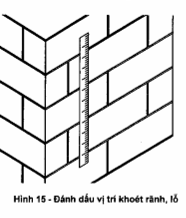 Hình 15 - Đánh dấu vị trí khoét rãnh, lỗ